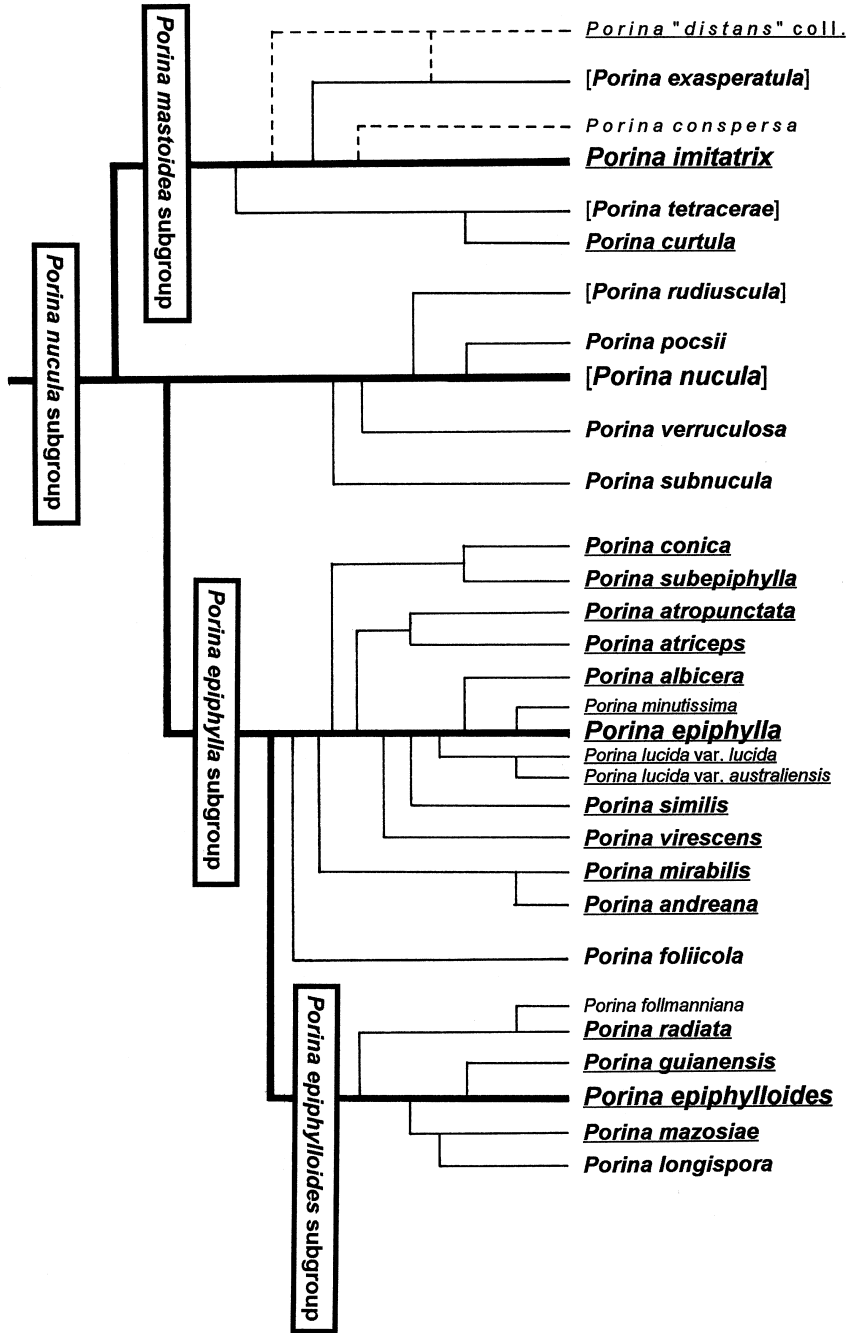 Porina "distans" coll.
[Porina exasperatula]
Porina conspersa
Porina imitatrix
[Porina tetracerae]
Porina curtula
[Porina rudiuscula]
Porina pocsii
[Porina nucula]
Porina verruculosa
Porina subnucula
Porina conica
Porina subepiphylla
Porina atropunctata
Porina atriceps
Porina albicera
Porina minutissima
Porina epiphylla
Porina lucida var. lucida
Porina lucida var. australiensis
Porina similis
Porina virescens
Porina mirabilis
Porina andreana
Porina foliicola
Porina follmanniana
Porina radiata
Porina guianensis
Porina epiphylloides
Porina mazosiae
Porina longispora
Porina mastoidea subgroup
Porina nucula subgroup
Porina epiphylla subgroup
Porina epiphylloides subgroup